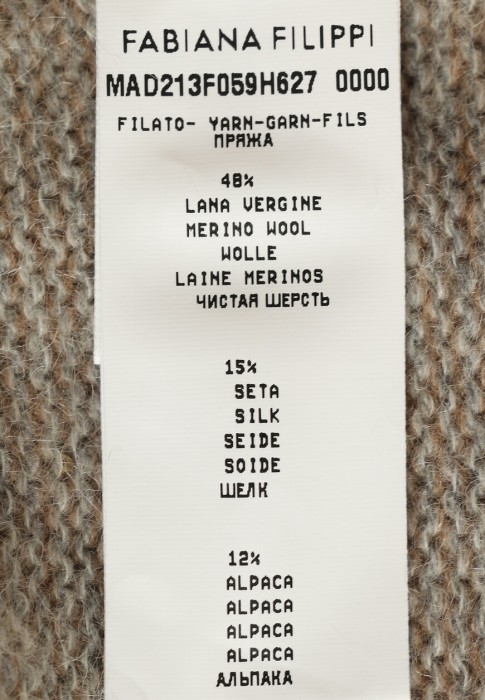 FABIANA FILIPPI
MAD213F059H627 0000
FILATO- YARN-GARN-FILS
ПРЯЖА
48%
LANA VERGINE
MERINO WOOL
WOLLE
LAINE MERINOS
ЧИСТАЯ ШЕРСТЬ
15%
SETA
SILK
SEIDE
SOIDE
ШЕЛК
12%
ALPACA
ALPACA
ALPACA
ALPACA
АЛЬПАКА